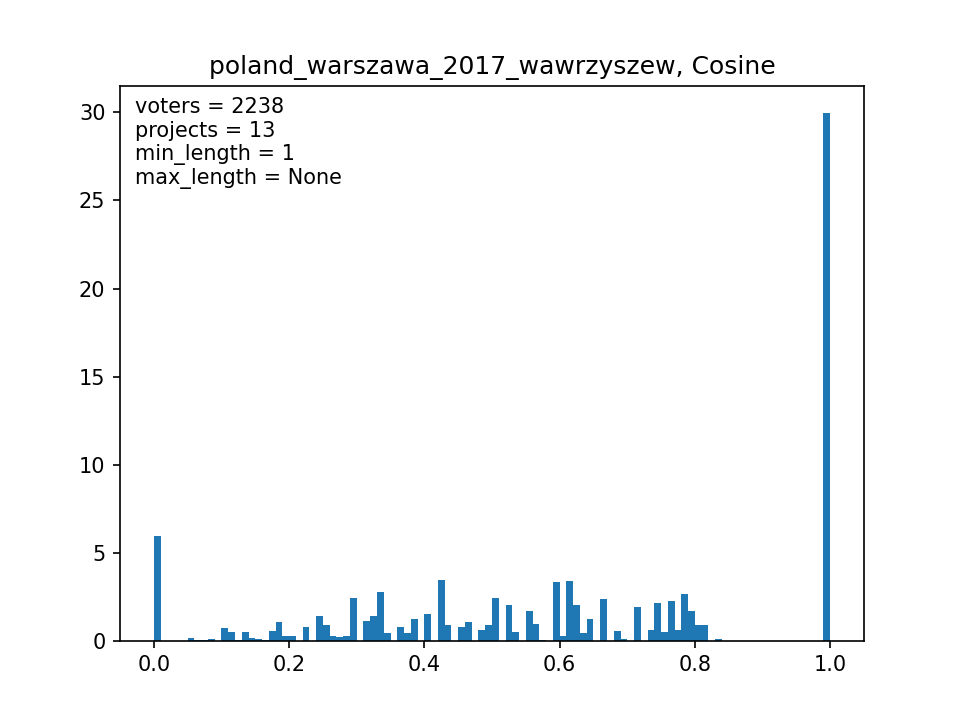 poland_warszawa_2017_wawrzyszew, Cosine
voters = 2238
projects = 13
min_length = 1
max_length = None
30
25
20
15
10
5
0
0.0 0.2 0.4 0.6 0.8 1.0